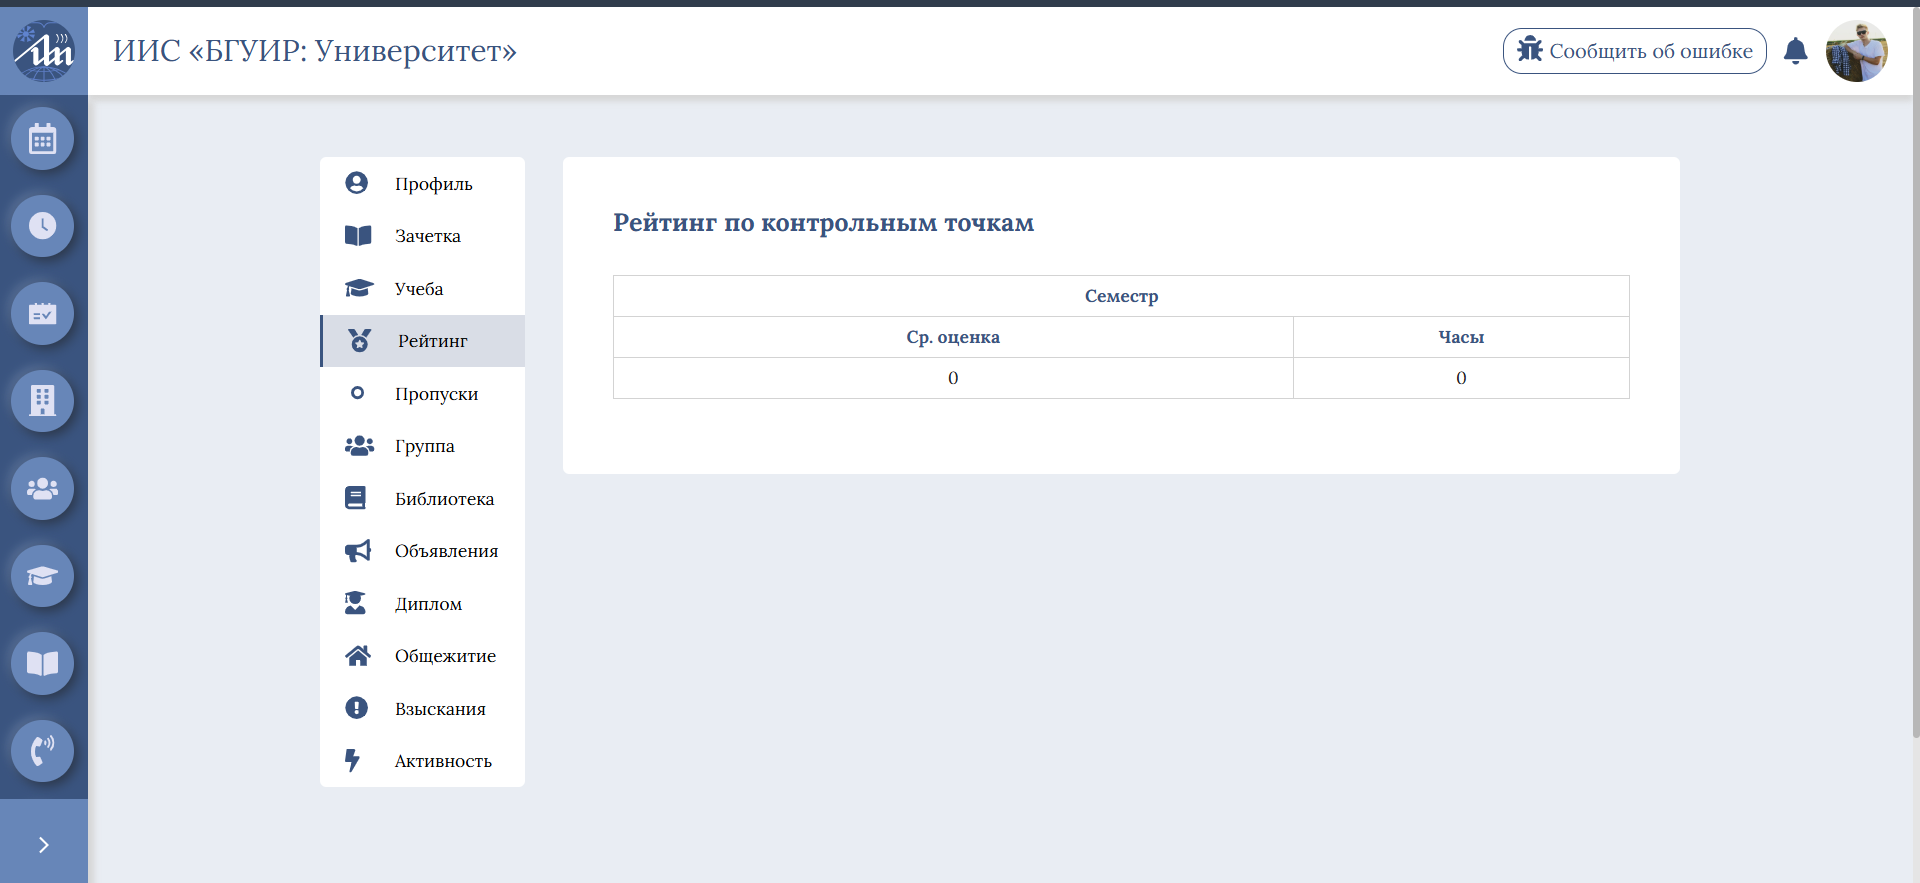 ИИС «БГУИР: Университет»
Сообщить об ошибке
Профиль
Зачетка
Учеба
Рейтинг
Пропуски
Группа
Библиотека
Объявления
Диплом
Общежитие
Взыскания
Активность
Рейтинг по контрольным точкам
Семестр
Ср. оценка Часы
0 0